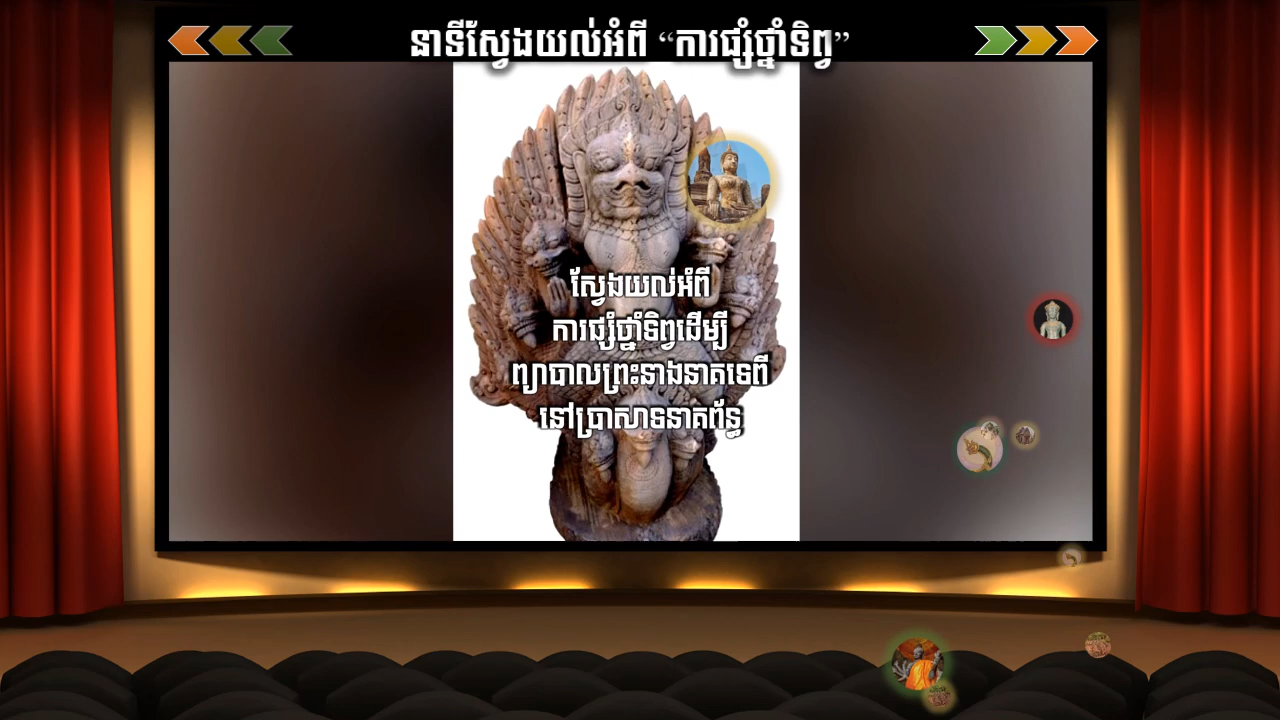 នាទីស្វែងយល់អំពី “ការផ្សំថ្នាំទិព្វ”
ស្វែងយល់អំពី
ការផ្សំថ្នាំទិព្វដើម្បី
ព្យាបាលព្រះនាងនាគទេពី
នៅប្រាសាទនាគព័ន្ធ